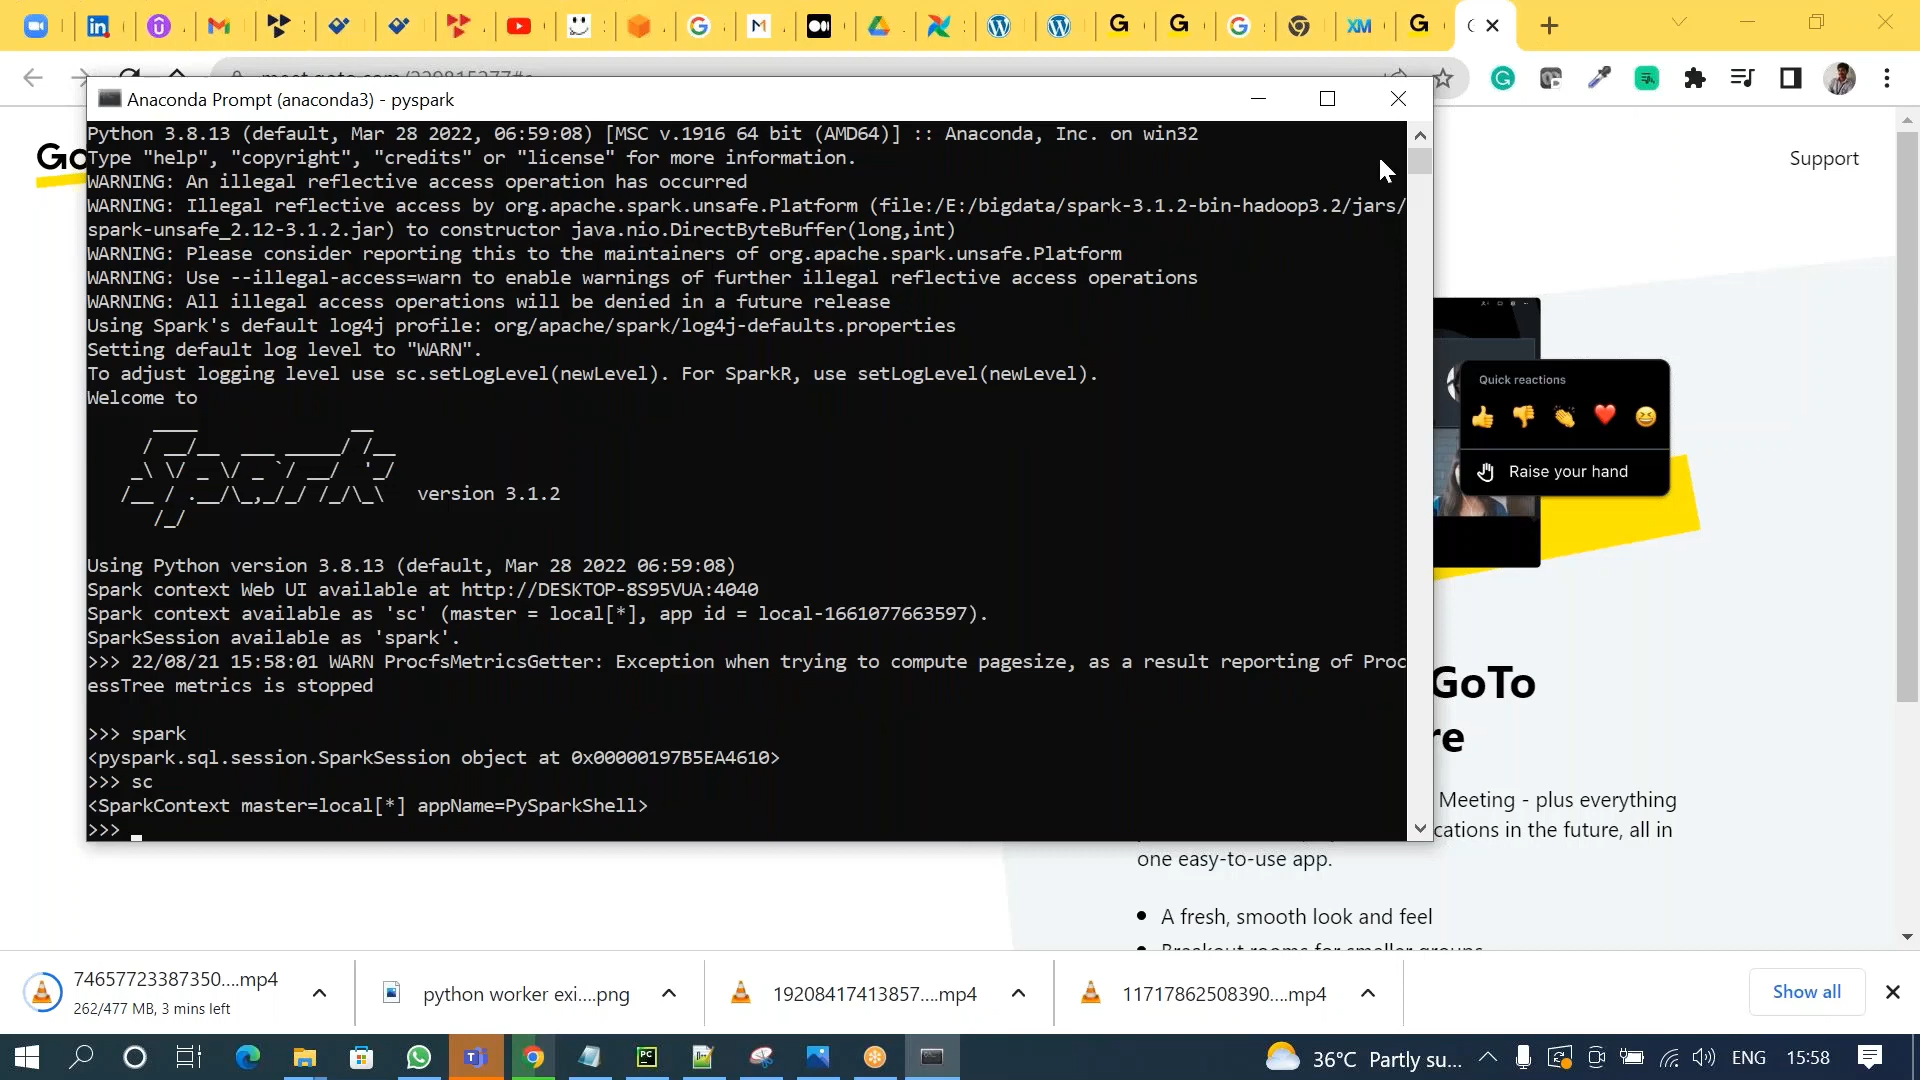 Anaconda Prompt (anaconda3) - pyspark
Python 3.8.13 (default, Mar 28 2022, 06:59:08) [MSC v.1916 64 bit (AMD64)] :: Anaconda, Inc. on win32
Type "help", "copyright", "credits" or "license" for more information.
WARNING: An illegal reflective access operation has occurred
WARNING: Illegal reflective access by org.apache.spark.unsafe.Platform (file:/E:/bigdata/spark-3.1.2-bin-hadoop3.2/jars/
spark-unsafe_2.12-3.1.2.jar) to constructor java.nio.DirectByteBuffer(long,int)
WARNING: Please consider reporting this to the maintainers of org.apache.spark.unsafe.Platform
WARNING: Use --illegal-access=warn to enable warnings of further illegal reflective access operations
WARNING: All illegal access operations will be denied in a future release
Using Spark's default log4j profile: org/apache/spark/log4j-defaults.properties
Setting default log level to "WARN".
To adjust logging level use sc.setLogLevel(newLevel). For SparkR, use setLogLevel(newLevel).
Welcome to
Spark version 3.1.2
Using Python version 3.8.13 (default, Mar 28 2022 06:59:08)
Spark context Web UI available at http://DESKTOP-8S95VUA:4040
Spark context available as 'sc' (master = local[*], app id = local-1661077663597).
SparkSession available as 'spark'.
>>> 22/08/21 15:58:01 WARN ProcfsMetricsGetter: Exception when trying to compute pagesize, as a result reporting of Proc
essTree metrics is stopped
>>> spark
<pyspark.sql.session.SparkSession object at 0x00000197B5EA4610>
>>> sc
<SparkContext master=local[*] appName=PySparkShell>
>>>
Go
Support
Quick reactions
Raise your hand
GoTo
re
Meeting - plus everything
cations in the future, all in
one easy-to-use app.
A fresh, smooth look and feel
74657723387350....mp4
262/477 MB, 3 mins left
python worker exi....png
19208417413857....mp4
11717862508390....mp4
Show all
36°C Partly su...
ENG
15:58